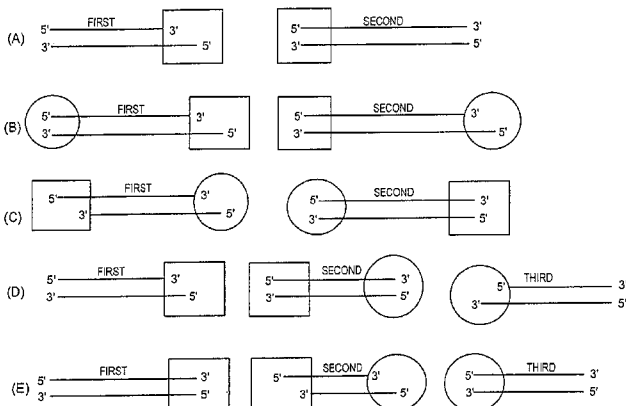 FIRST SECOND
5' 3' 5' 3'
(A) 3' 5' 3' 5'
FIRST SECOND
5' 3' 5' 3'
(B) 3' 5' 3' 5'
FIRST SECOND
5' 3' 5' 3'
(C) 3' 5' 3' 5'
FIRST SECOND THIRD
5' 3' 5' 3' 5' 3'
(D) 3' 5' 3' 5' 3' 5'
FIRST SECOND THIRD
5' 3' 5' 3' 5' 3'
(E) 3' 5' 3' 5' 3' 5'